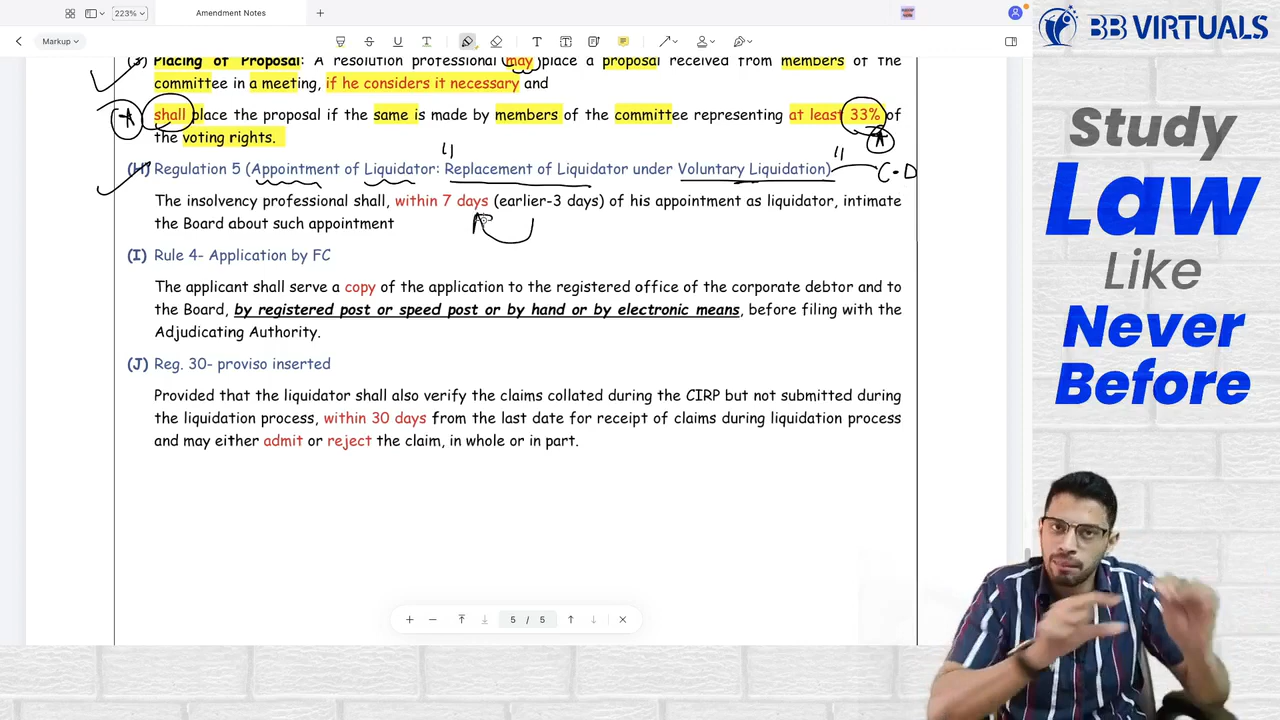 223%
Amendment Notes
Markup
BB VIRTUALS
(3) Placing of Proposal: A resolution professional may place a proposal received from members of the
committee in a meeting, if he considers it necessary and
shall place the proposal if the same is made by members of the committee representing at least 33% of
the voting rights.
(H) Regulation 5 (Appointment of Liquidator: Replacement of Liquidator under Voluntary Liquidation)
C.D
The insolvency professional shall, within 7 days (earlier-3 days) of his appointment as liquidator, intimate
the Board about such appointment
(I) Rule 4- Application by FC
The applicant shall serve a copy of the application to the registered office of the corporate debtor and to
the Board, by registered post or speed post or by hand or by electronic means, before filing with the
Adjudicating Authority.
(J) Reg. 30- proviso inserted
Provided that the liquidator shall also verify the claims collated during the CIRP but not submitted during
the liquidation process, within 30 days from the last date for receipt of claims during liquidation process
and may either admit or reject the claim, in whole or in part.
5 / 5
Study
Law
Like
Never
Before